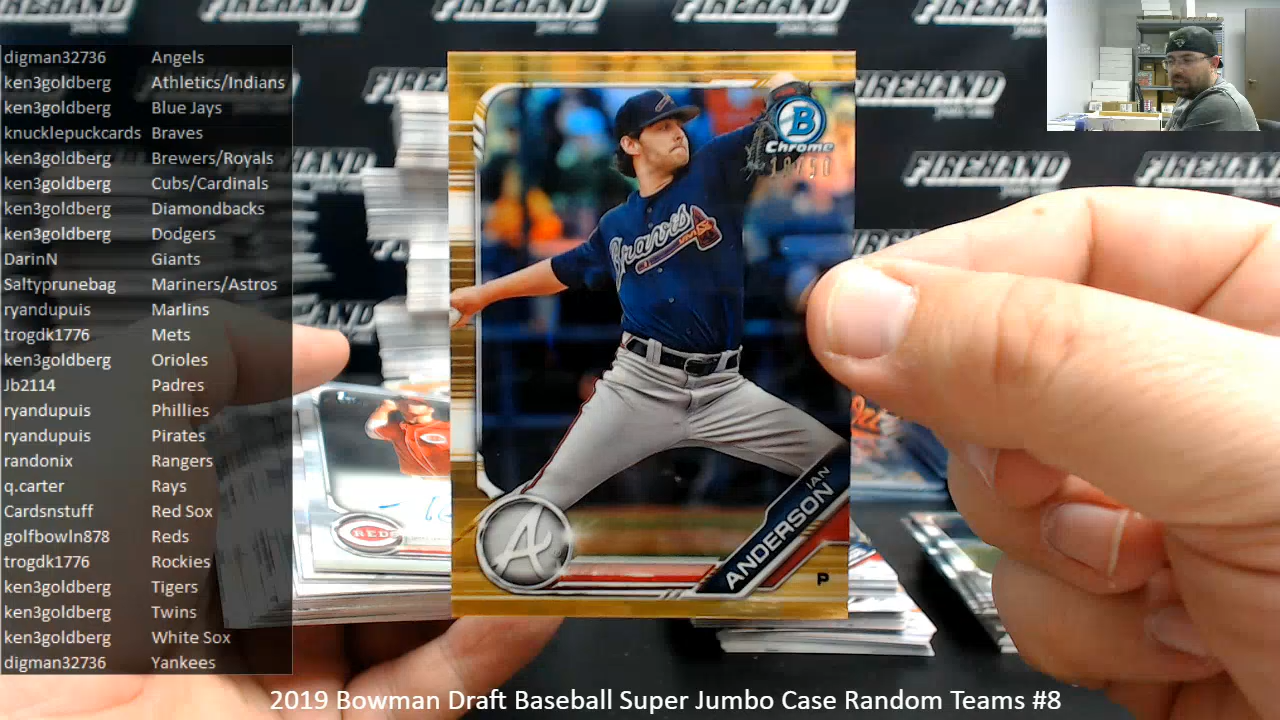 digman32736 Angels
ken3goldberg Athletics/Indians
ken3goldberg Blue Jays
knucklepuckcards Braves
ken3goldberg Brewers/Royals
ken3goldberg Cubs/Cardinals
ken3goldberg Diamondbacks
ken3goldberg Dodgers
DarinN Giants
Saltyprunebag Mariners/Astros
ryandupuis Marlins
trogdk1776 Mets
ken3goldberg Orioles
Jb2114 Padres
ryandupuis Phillies
ryandupuis Pirates
randonix Rangers
q.carter Rays
Cardsnstuff Red Sox
golfbowln878 Reds
trogdk1776 Rockies
ken3goldberg Tigers
ken3goldberg Twins
ken3goldberg White Sox
digman32736 Yankees
FIREHAND
FIREHAND
FIREHAND
B
Chrome
Braves
A
IAN
ANDERSON
P
REDS
2019 Bowman Draft Baseball Super Jumbo Case Random Teams #8